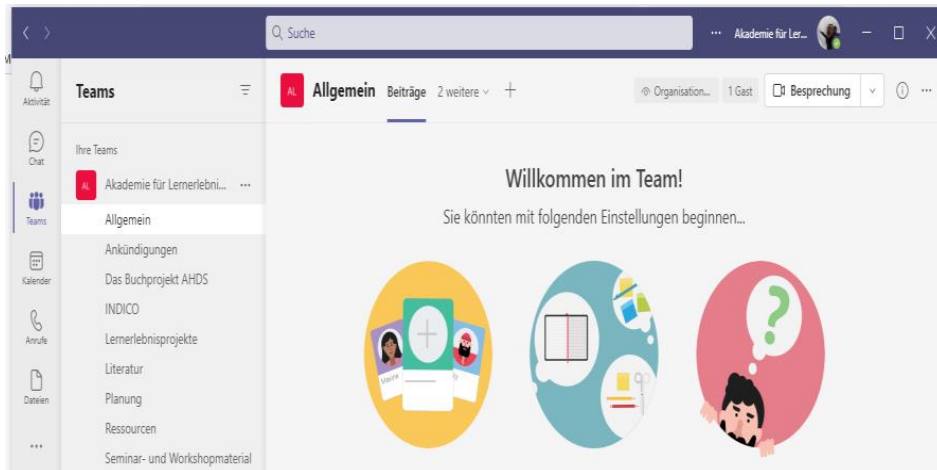 Suche
Akademie für Ler...
Aktivität
Chat
Teams
Kalender
Anrufe
Dateien
Teams
Ihre Teams
AL Akademie für Lernerlebni...
Allgemein
Ankündigungen
Das Buchprojekt AHDS
INDICO
Lernerlebnisprojekte
Literatur
Planung
Ressourcen
Seminar- und Workshopmaterial
AL Allgemein Beiträge 2 weitere
Organisation... 1 Gast Besprechung
Willkommen im Team!
Sie könnten mit folgenden Einstellungen beginnen...
Maxine